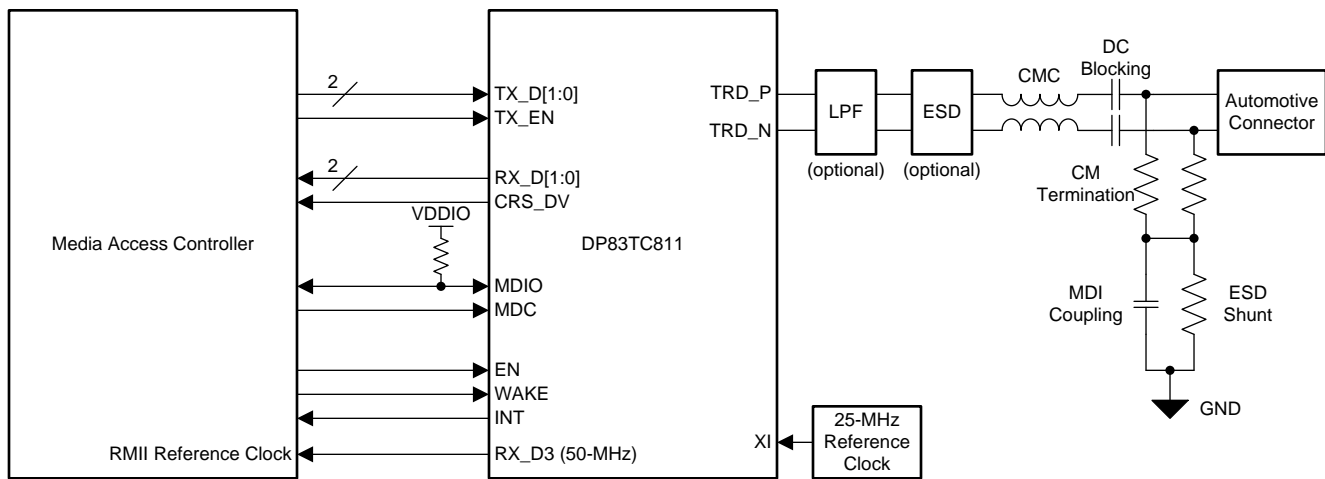 Media Access Controller
RMII Reference Clock
2
2
VDDIO
TX_D[1:0]
TX_EN
RX_D[1:0]
CRS_DV
MDIO
MDC
EN
WAKE
INT
RX_D3 (50-MHz)
DP83TC811
TRD_P
TRD_N
XI
25-MHz
Reference
Clock
LPF
(optional)
ESD
(optional)
CMC
DC
Blocking
Automotive
Connector
CM
Termination
MDI
Coupling
ESD
Shunt
GND